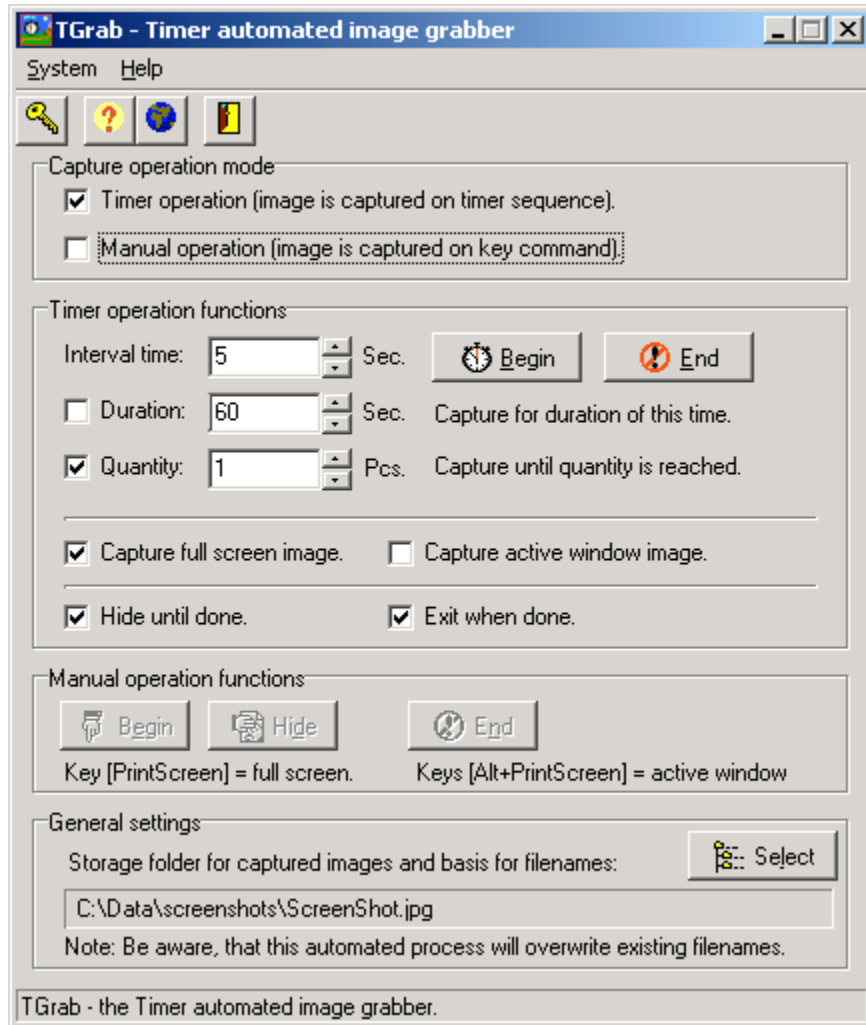 TGrab - Timer automated image grabber
System Help
Capture operation mode
Timer operation (image is captured on timer sequence).
Manual operation (image is captured on key command).
Timer operation functions
Interval time: 5 Sec. Begin End
Duration: 60 Sec. Capture for duration of this time.
Quantity: 1 Pcs. Capture until quantity is reached.
Capture full screen image. Capture active window image.
Hide until done. Exit when done.
Manual operation functions
Begin Hide End
Key [PrintScreen] = full screen. Keys [Alt+PrintScreen] = active window
General settings
Storage folder for captured images and basis for filenames: Select
C:\Data\screenshots\ScreenShot.jpg
Note: Be aware, that this automated process will overwrite existing filenames.
TGrab - the Timer automated image grabber.